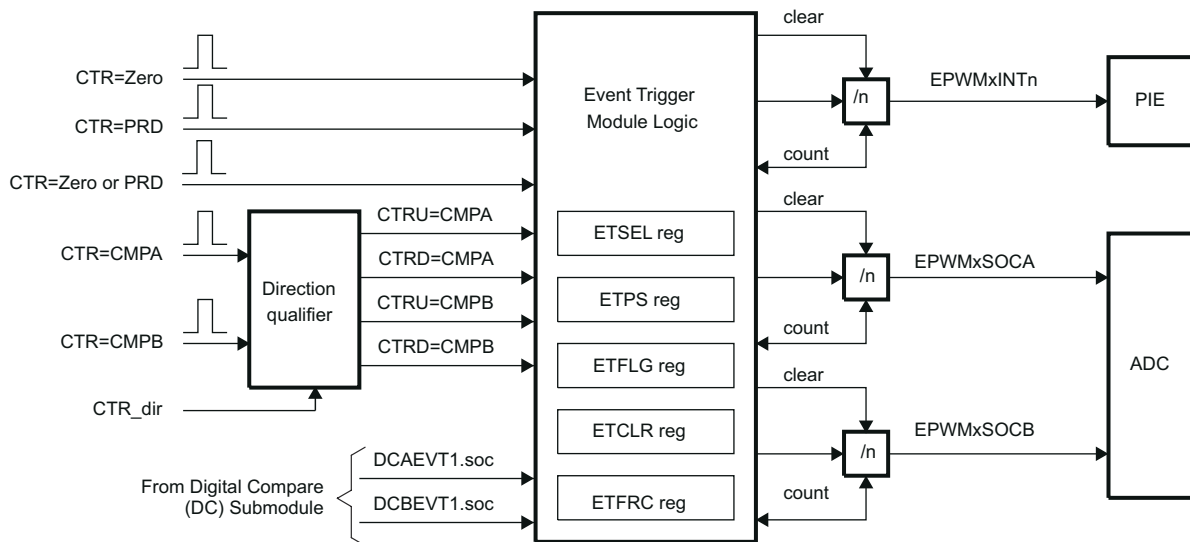 CTR=Zero
CTR=PRD
CTR=Zero or PRD
CTR=CMPA
CTR=CMPB
CTR_dir
Direction
qualifier
CTRU=CMPA
CTRD=CMPA
CTRU=CMPB
CTRD=CMPB
From Digital Compare
(DC) Submodule
DCAEVT1.soc
DCBEVT1.soc
Event Trigger
Module Logic
ETSEL reg
ETPS reg
ETFLG reg
ETCLR reg
ETFRC reg
clear
/n
count
EPWMxINTn
PIE
clear
/n
count
EPWMxSOCA
clear
/n
count
EPWMxSOCB
ADC